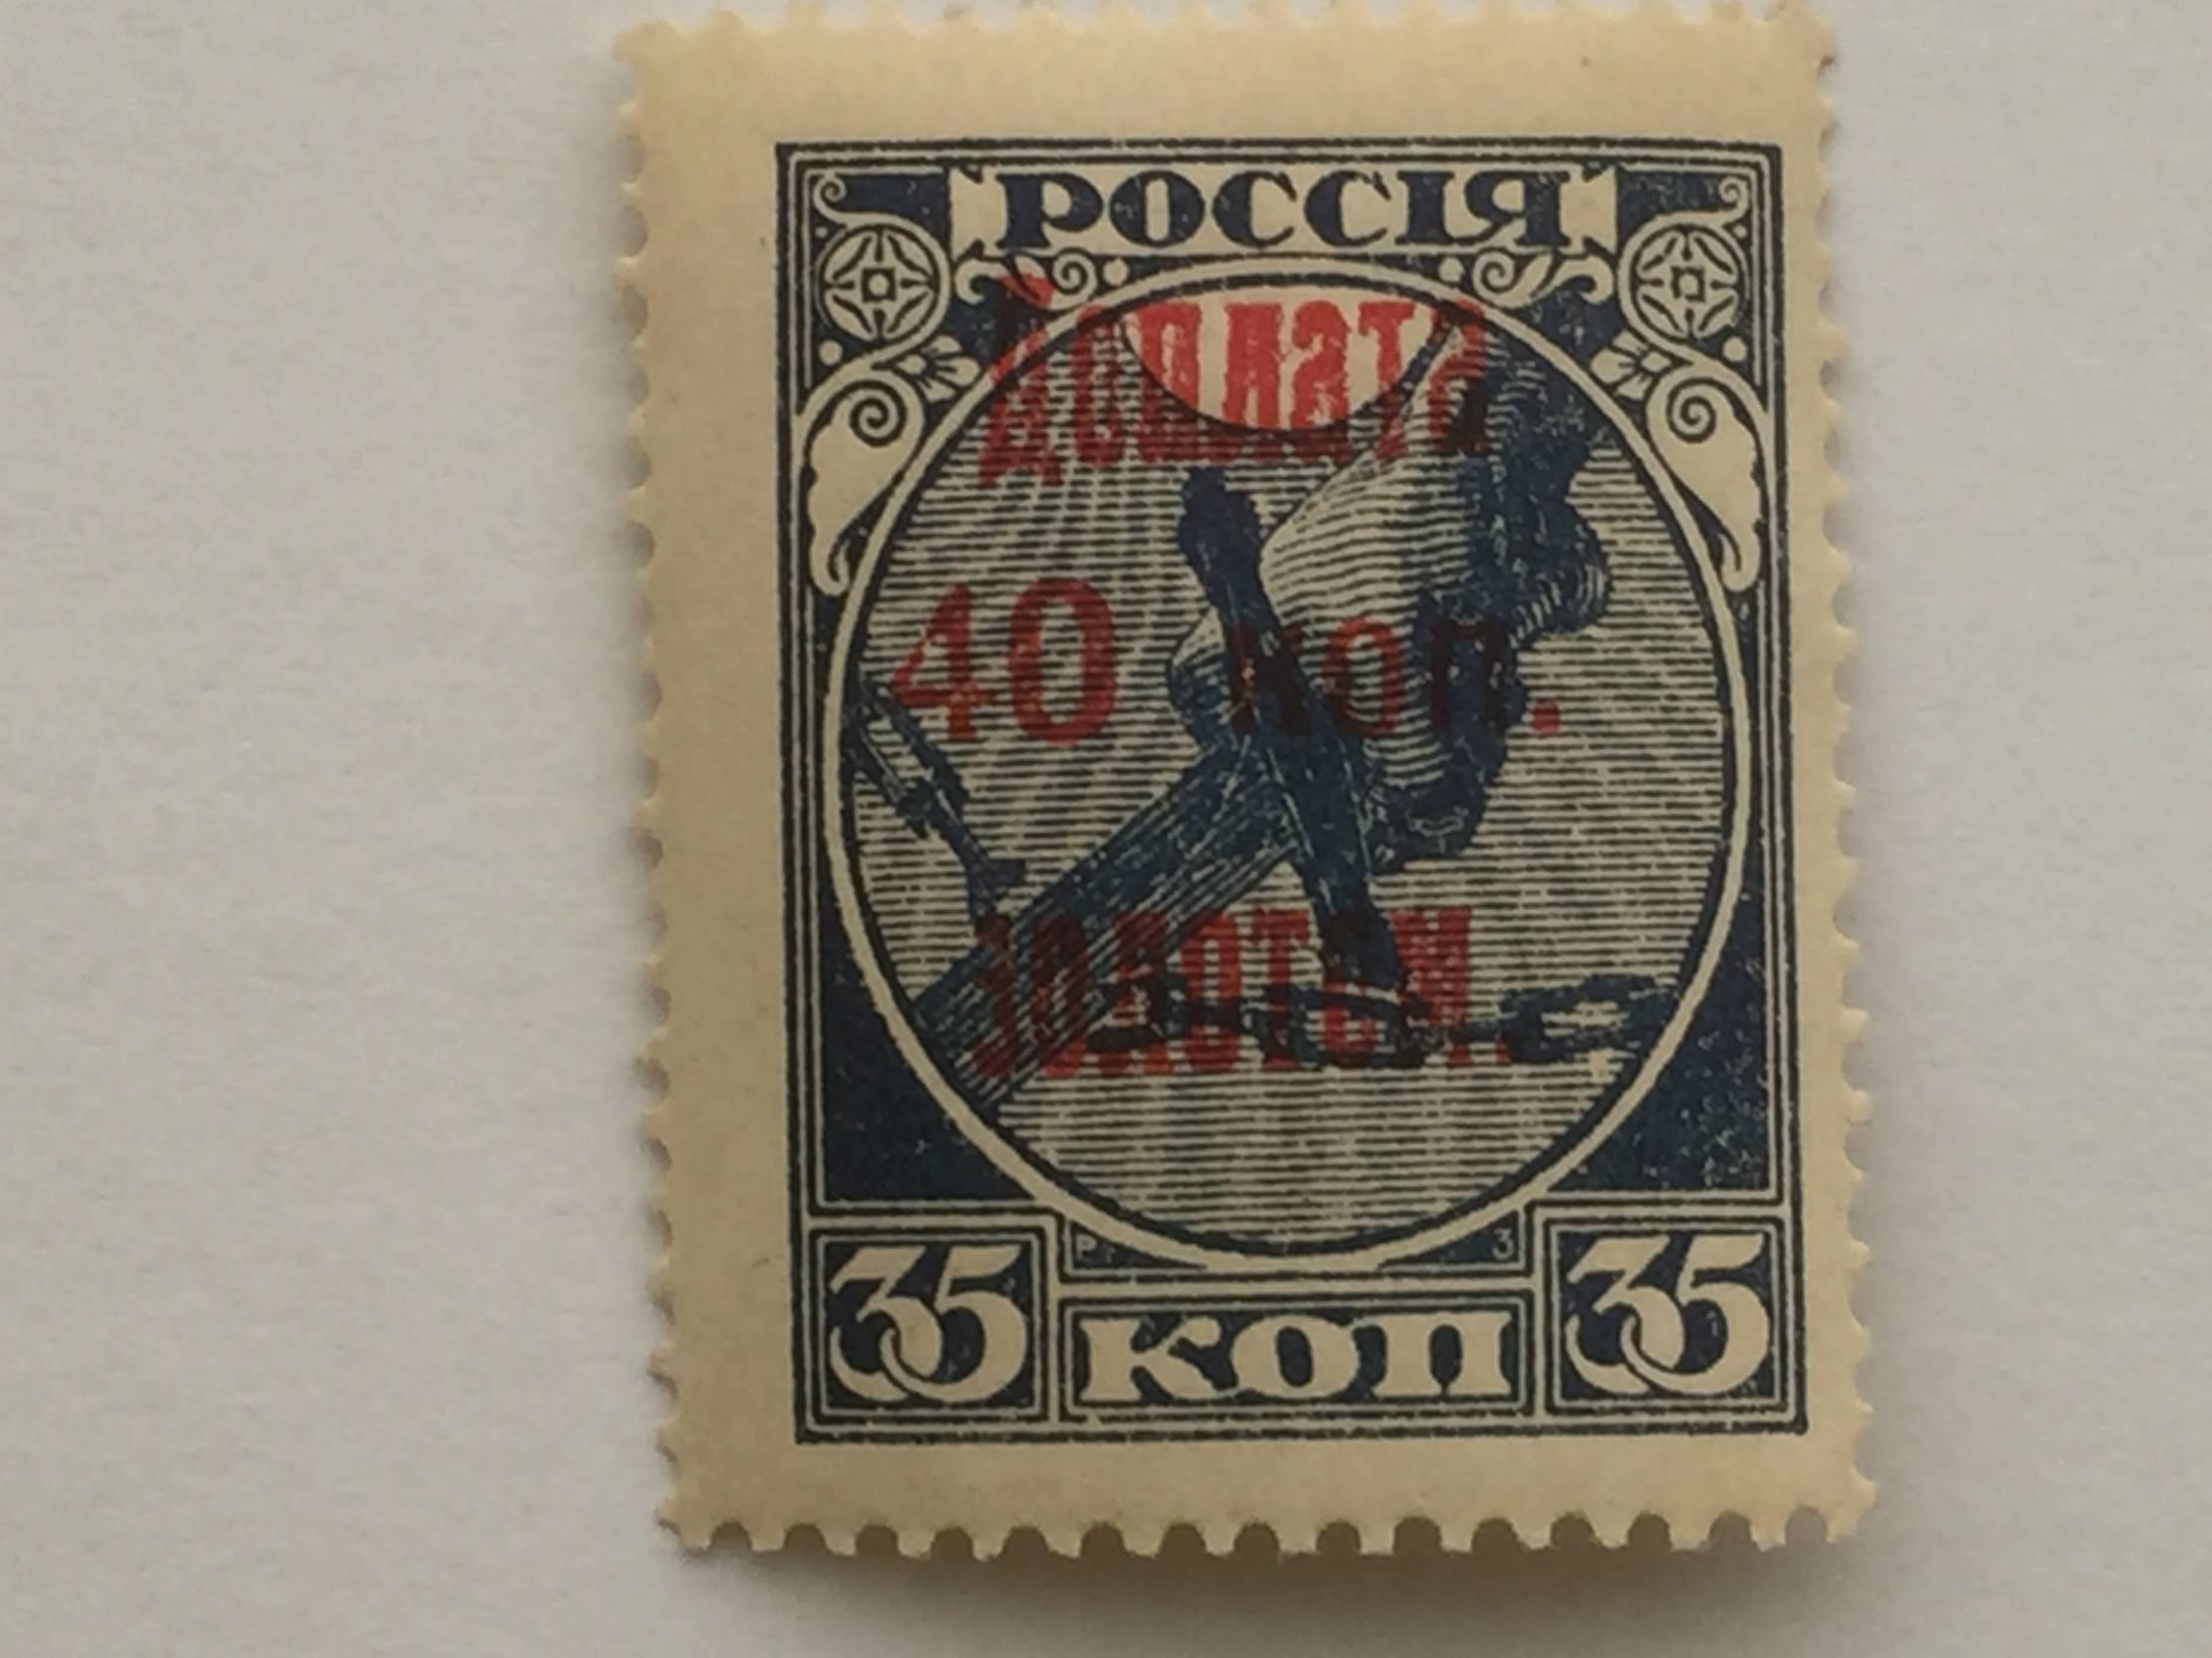 РОССІЯ
Доплата
40 коп.
золотом.
Р. З
35 КОП 35